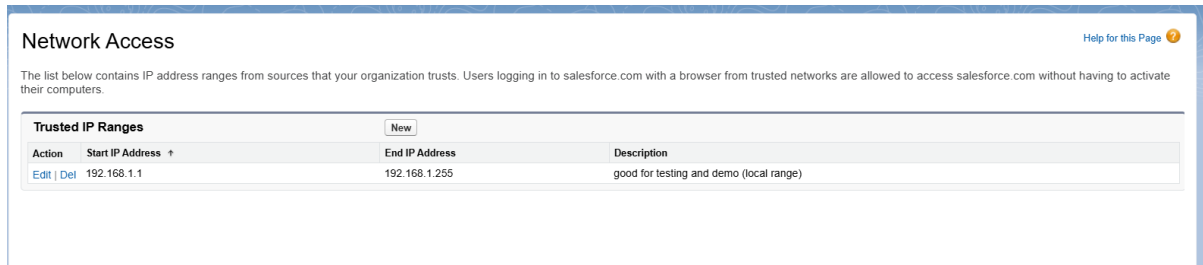 Network Access
Help for this Page ?
The list below contains IP address ranges from sources that your organization trusts. Users logging in to salesforce.com with a browser from trusted networks are allowed to access salesforce.com without having to activate
their computers.
Trusted IP Ranges New
Action Start IP Address ↑ End IP Address Description
Edit | Del 192.168.1.1 192.168.1.255 good for testing and demo (local range)